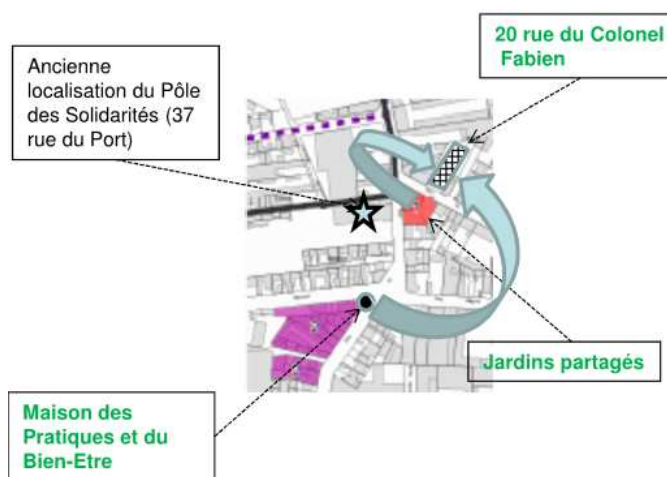 20 rue du Colonel
Fabien
Ancienne
localisation du Pôle
des Solidarités (37
rue du Port)
Jardins partagés
Maison des
Pratiques et du
Bien-Etre